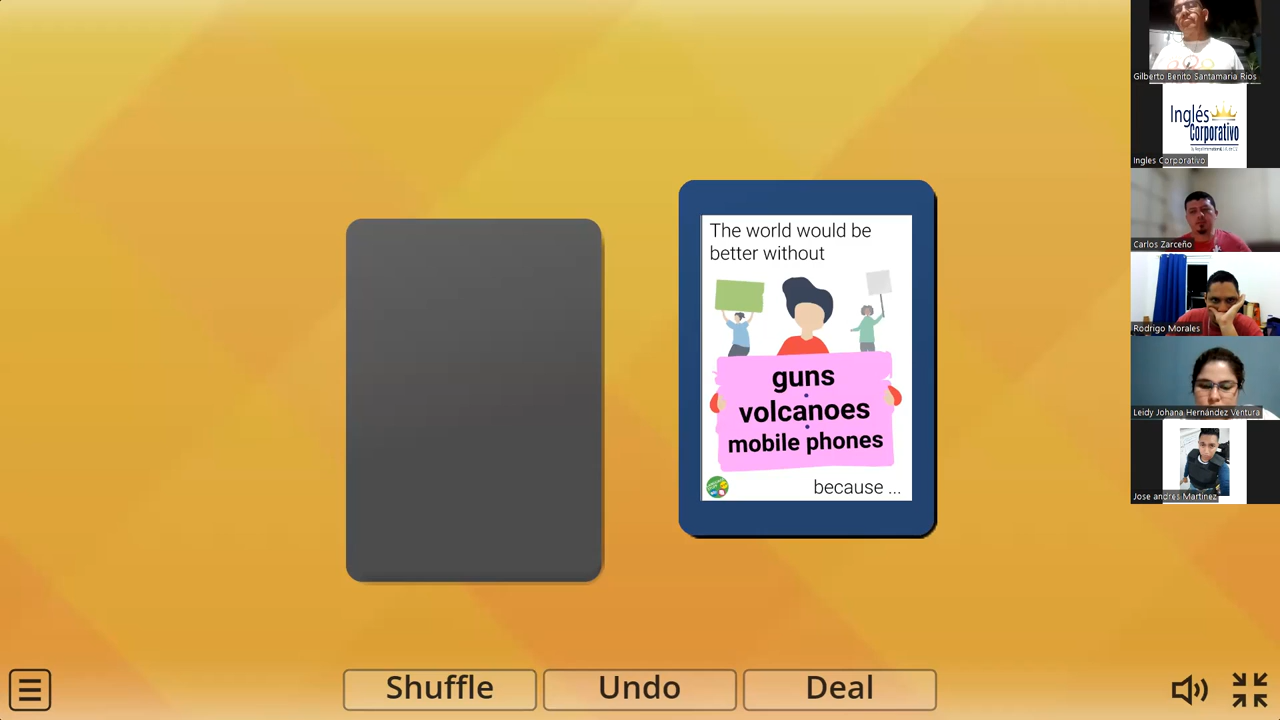 The world would be
better without
guns
volcanoes
mobile phones
because ...
Shuffle
Undo
Deal
Gilberto Benito Santamaria Rios
Inglés
Corporativo
Ingles Corporativo
Carlos Zarceño
Rodrigo Morales
Leidy Johana Hernández Ventura
Jose andres Martinez